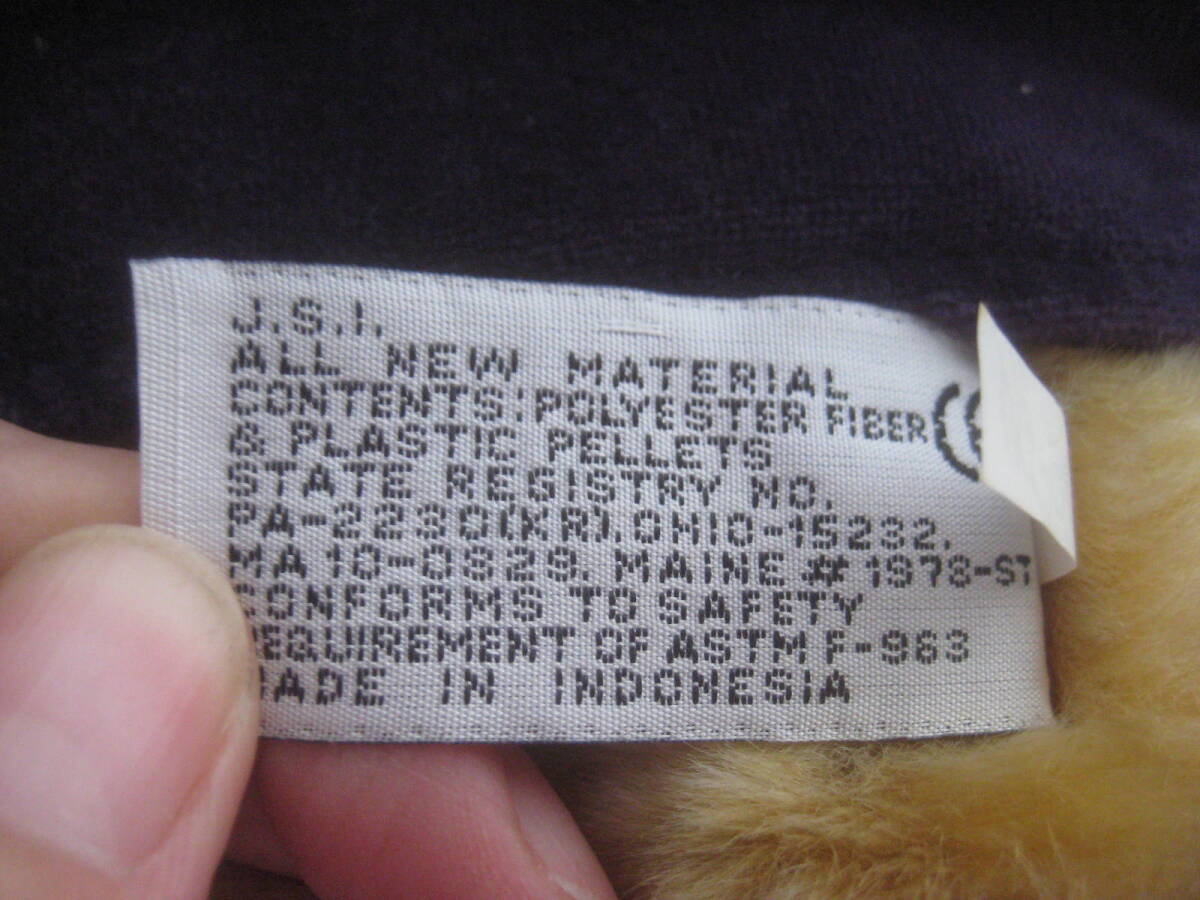 J.S.I.
ALL NEW MATERIAL
CONTENTS: POLYESTER FIBER
& PLASTIC PELLETS
STATE REGISTRY NO.
PA-2230(KR). OHIO-15232.
MA 10-0829. MAINE # 1978-ST
CONFORMS TO SAFETY
REQUIREMENT OF ASTM F-963
MADE IN INDONESIA